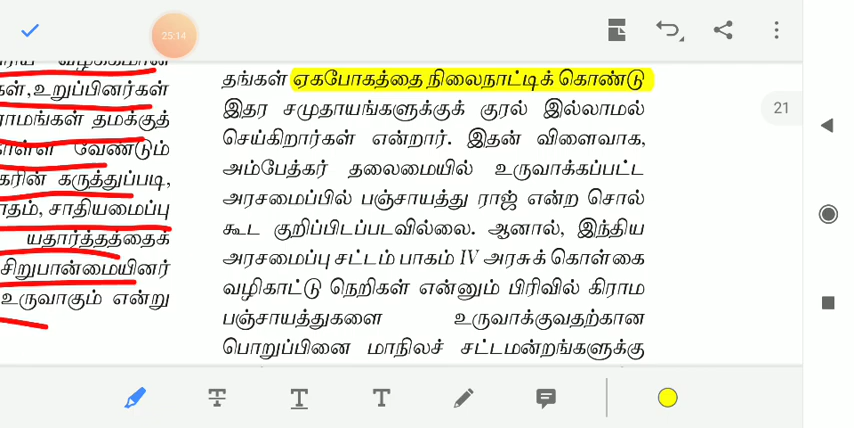 25:14
21
ரிய வழக்கமான
கள்,உறுப்பினர்கள்
ராமங்கள் தமக்குத்
ாள்ள வேண்டும்
கரின் கருத்துப்படி,
ாதம், சாதியமைப்பு
யதார்த்தத்தைக்
சிறுபான்மையினர்
உருவாகும் என்று
தங்கள் ஏகபோகத்தை நிலைநாட்டிக் கொண்டு
இதர சமுதாயங்களுக்குக் குரல் இல்லாமல்
செய்கிறார்கள் என்றார். இதன் விளைவாக,
அம்பேத்கர் தலைமையில் உருவாக்கப்பட்ட
அரசமைப்பில் பஞ்சாயத்து ராஜ் என்ற சொல்
கூட குறிப்பிடப்படவில்லை. ஆனால், இந்திய
அரசமைப்பு சட்டம் பாகம் IV அரசுக் கொள்கை
வழிகாட்டு நெறிகள் என்னும் பிரிவில் கிராம
பஞ்சாயத்துகளை உருவாக்குவதற்கான
பொறுப்பினை மாநிலச் சட்டமன்றங்களுக்கு